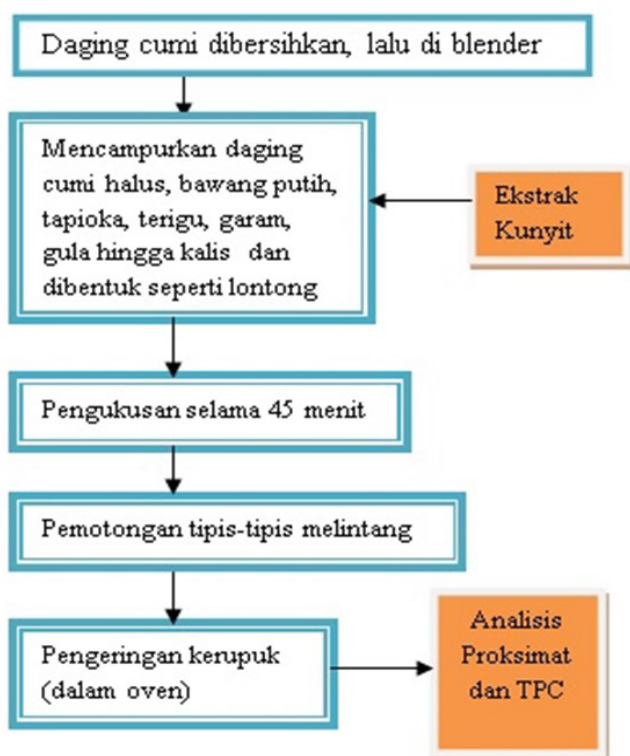 Daging cumi dibersihkan, lalu di blender
Mencampurkan daging
cumi halus, bawang putih,
tapioka, terigu, garam,
gula hingga kalis dan
dibentuk seperti lontong
Ekstrak
Kunyit
Pengukusan selama 45 menit
Pemotongan tipis-tipis melintang
Pengeringan kerupuk
(dalam oven)
Analisis
Proksimat
dan TPC